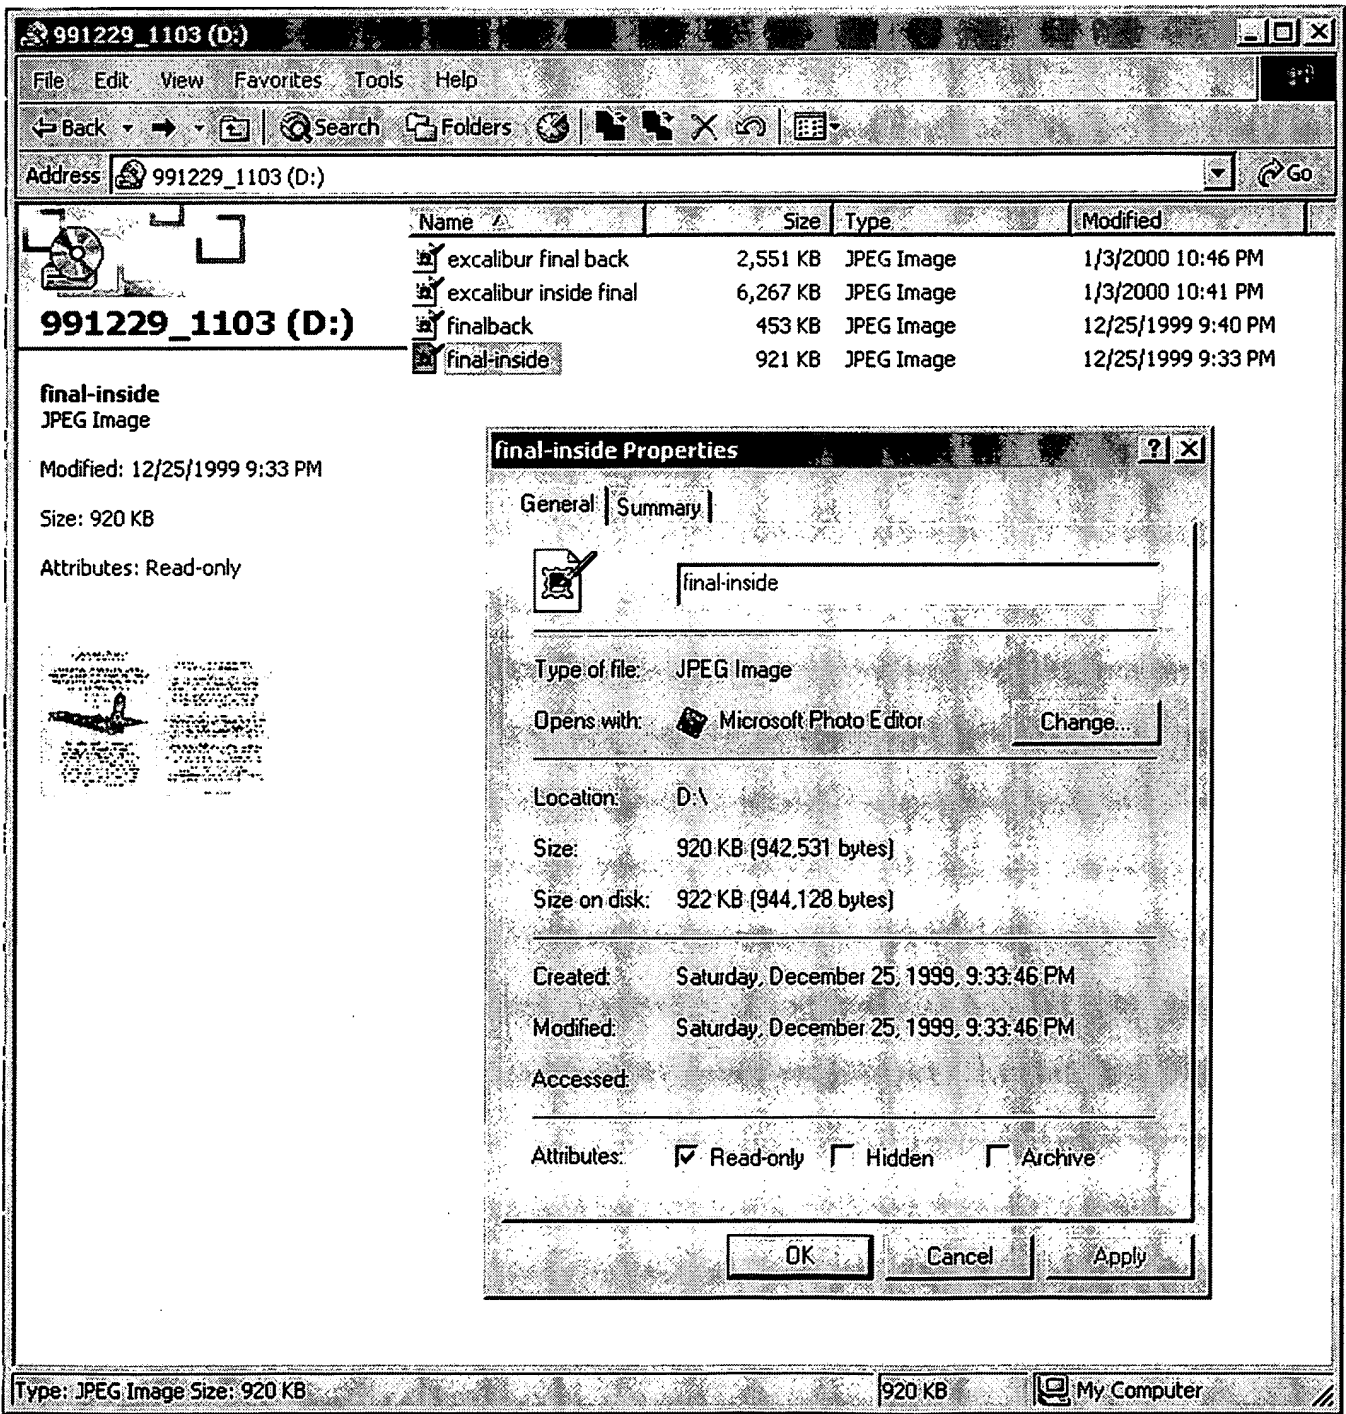 991229_1103 (D:)
File Edit View Favorites Tools Help
Back Search Folders
Address 991229_1103 (D:) Go
Name Size Type Modified
excalibur final back 2,551 KB JPEG Image 1/3/2000 10:46 PM
excalibur inside final 6,267 KB JPEG Image 1/3/2000 10:41 PM
finalback 453 KB JPEG Image 12/25/1999 9:40 PM
final-inside 921 KB JPEG Image 12/25/1999 9:33 PM
991229_1103 (D:)
final-inside
JPEG Image
Modified: 12/25/1999 9:33 PM
Size: 920 KB
Attributes: Read-only
final-inside Properties
General Summary
final-inside
Type of file: JPEG Image
Opens with: Microsoft Photo Editor Change...
Location: D:\
Size: 920 KB (942,531 bytes)
Size on disk: 922 KB (944,128 bytes)
Created: Saturday, December 25, 1999, 9:33:46 PM
Modified: Saturday, December 25, 1999, 9:33:46 PM
Accessed:
Attributes: Read-only Hidden Archive
OK Cancel Apply
Type: JPEG Image Size: 920 KB 920 KB My Computer